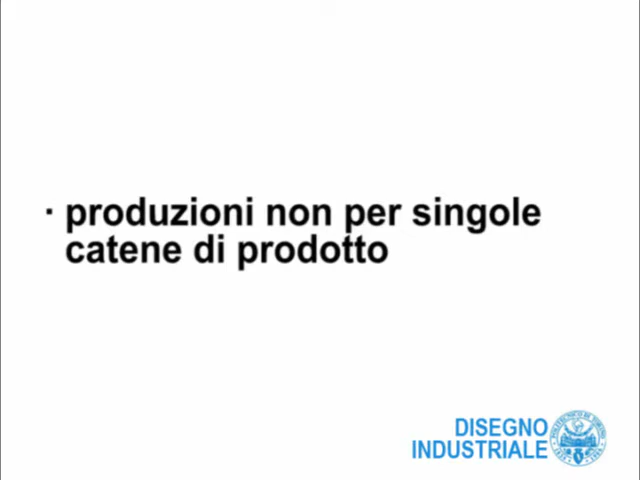 · produzioni non per singole
catene di prodotto
DISEGNO
INDUSTRIALE